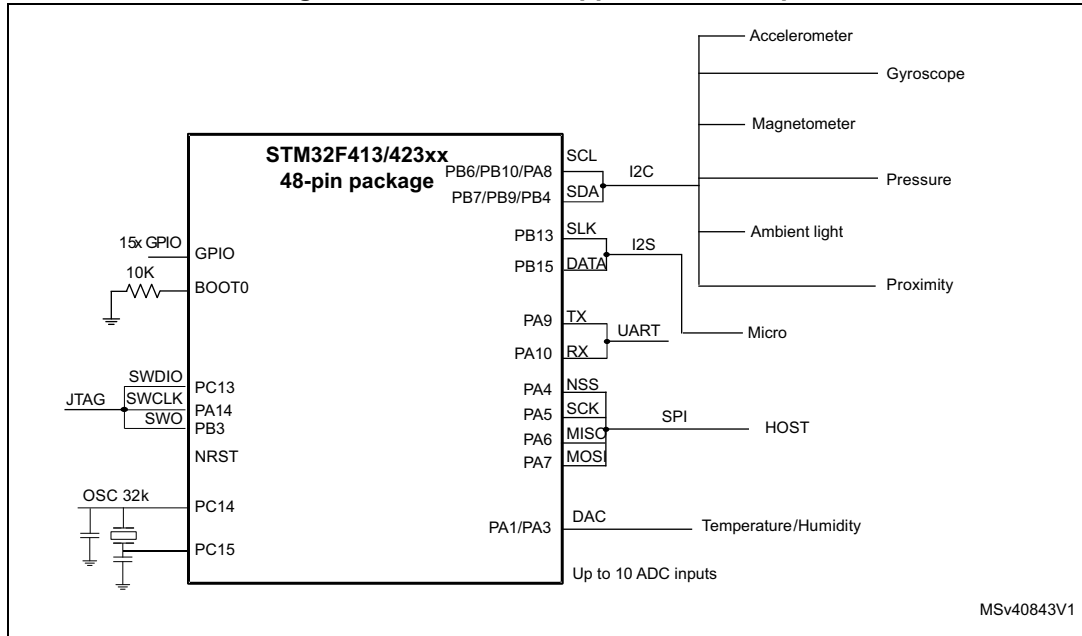 Accelerometer
Gyroscope
Magnetometer
Pressure
Ambient light
Proximity
Micro
STM32F413/423xx
48-pin package
SCL
PB6/PB10/PA8
I2C
PB7/PB9/PB4
SDA
PB13
SLK
I2S
PB15
DATA
15x GPIO
GPIO
10K
BOOT0
PA9
TX
UART
PA10
RX
SWDIO
PC13
JTAG
SWCLK
PA14
SWO
PB3
NRST
PA4
NSS
PA5
SCK
SPI
HOST
PA6
MISO
PA7
MOSI
OSC 32k
PC14
PC15
PA1/PA3
DAC
Temperature/Humidity
Up to 10 ADC inputs
MSv40843V1